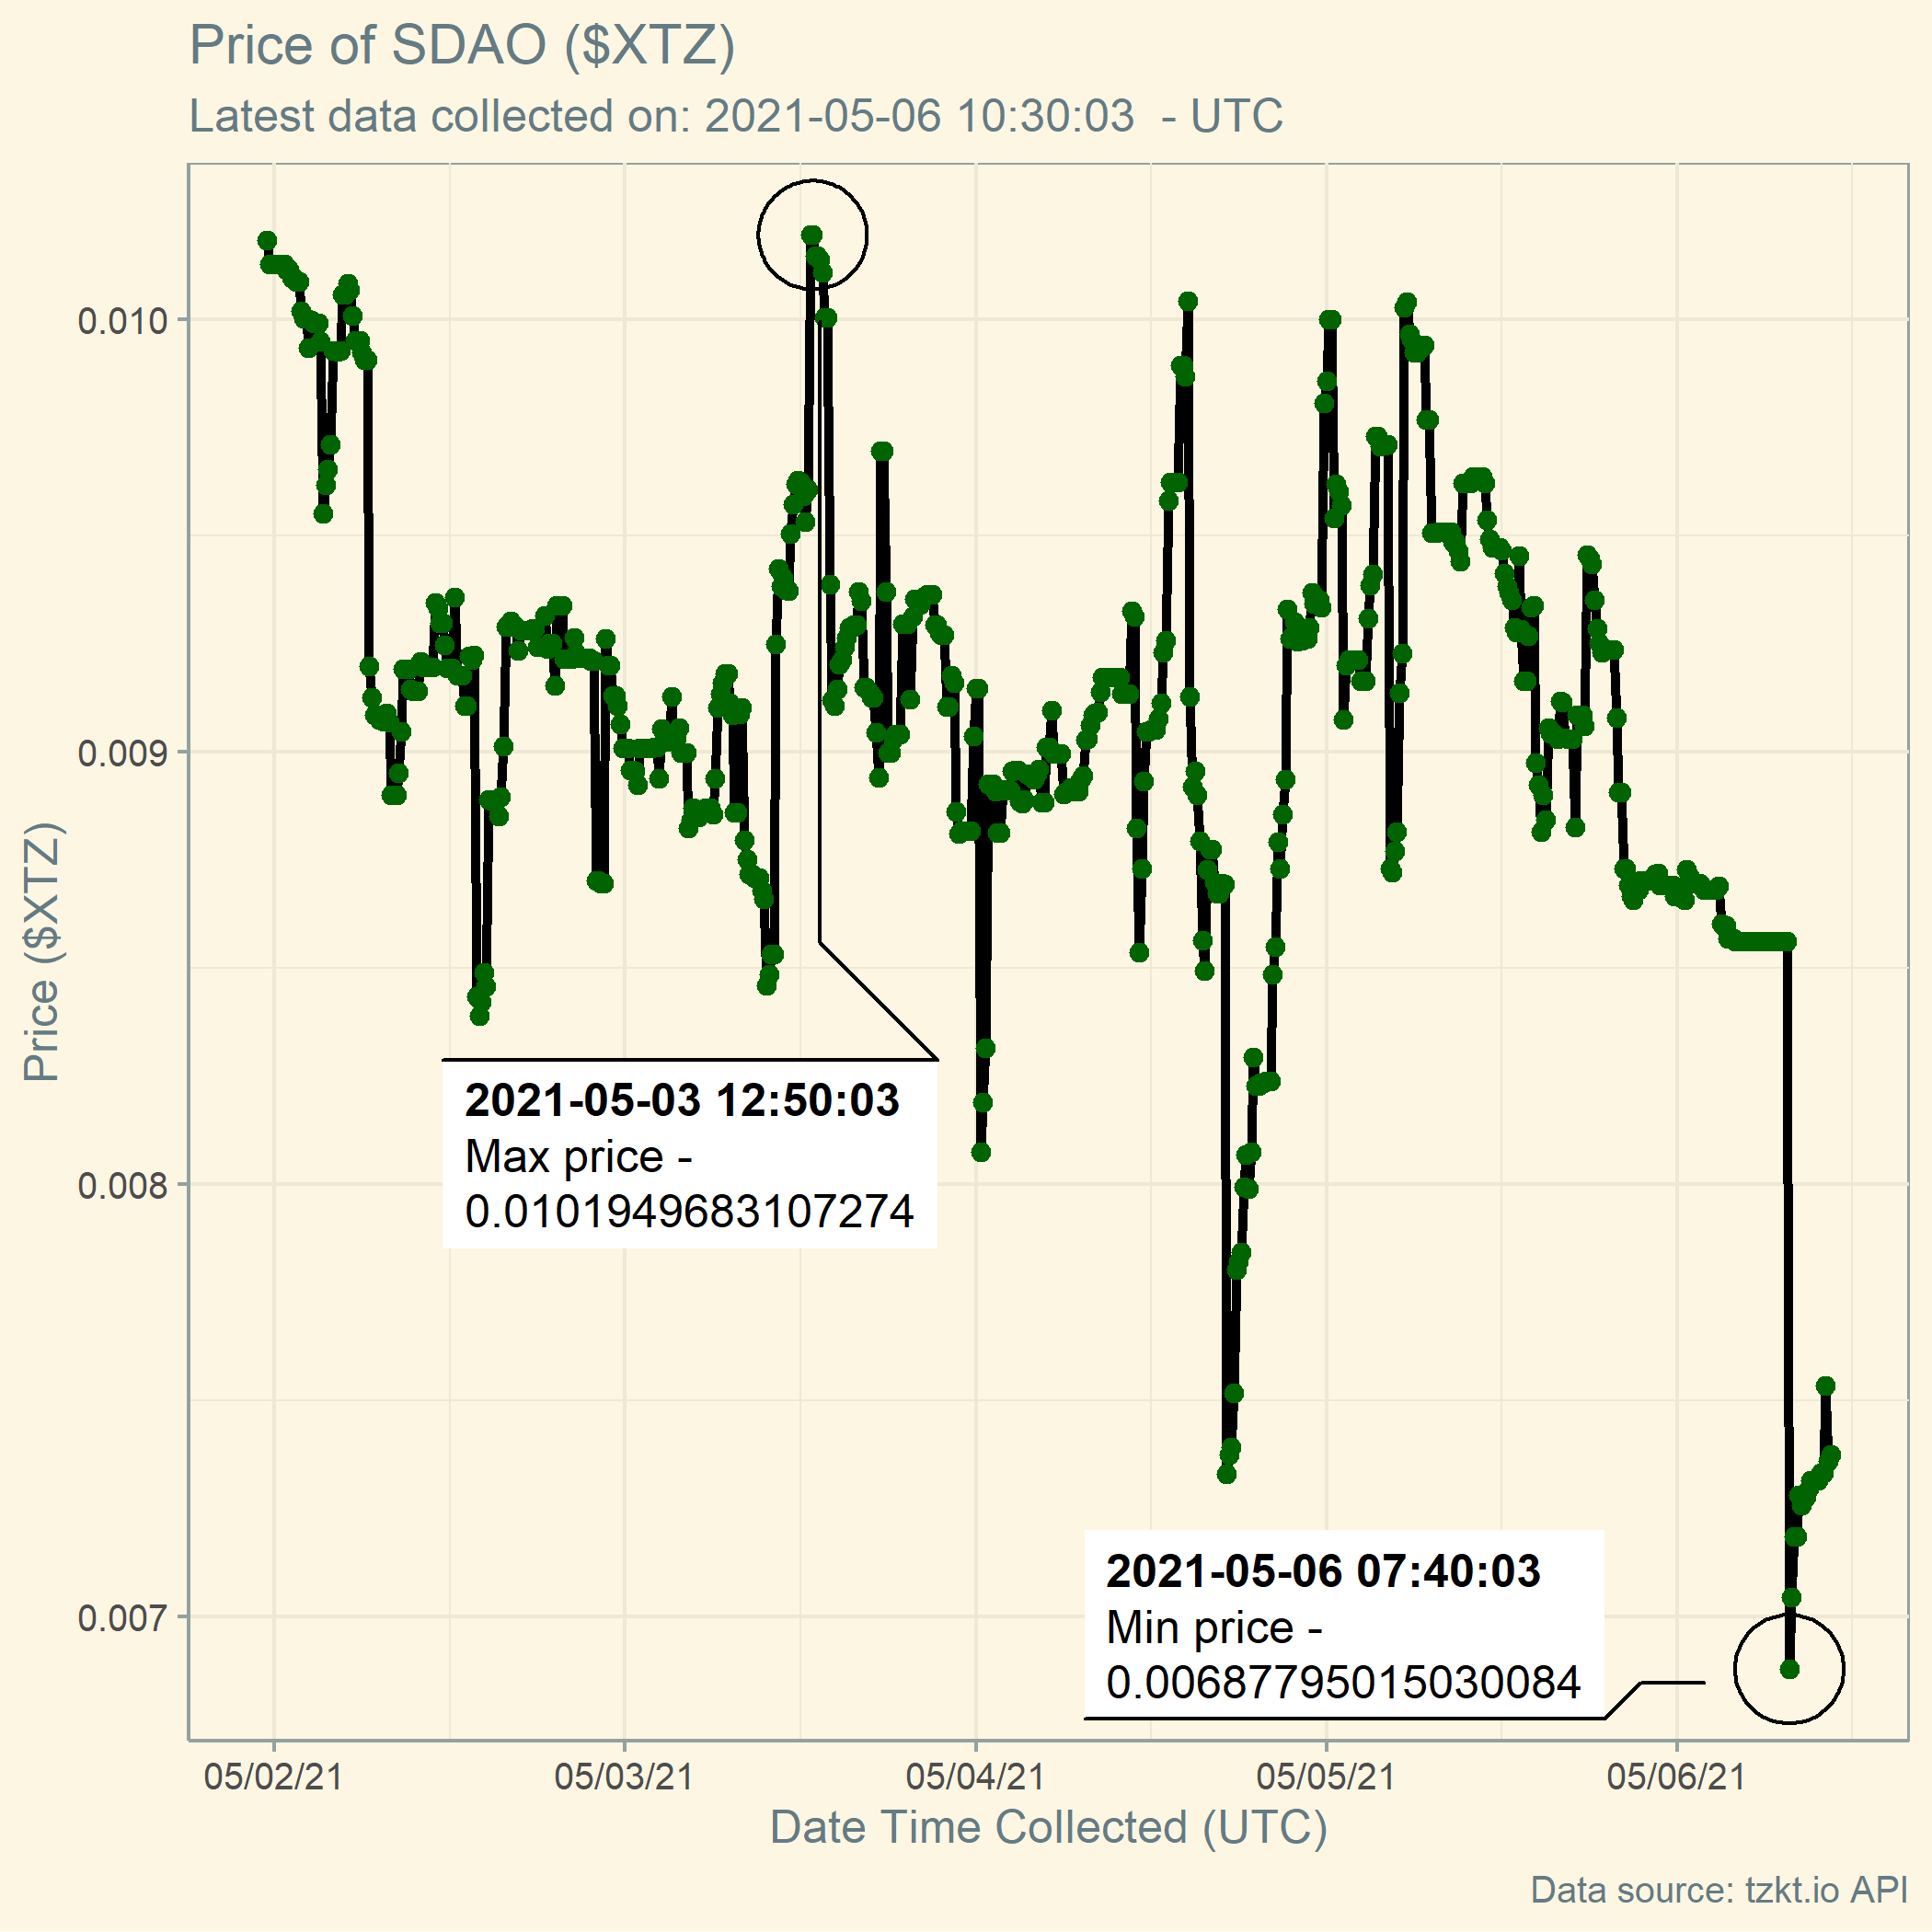 Price of SDAO ($XTZ)
Latest data collected on: 2021-05-06 10:30:03 - UTC
Price ($XTZ)
0.010
0.009
0.008
0.007
2021-05-03 12:50:03
Max price -
0.0101949683107274
2021-05-06 07:40:03
Min price -
0.00687795015030084
05/02/21
05/03/21
05/04/21
05/05/21
05/06/21
Date Time Collected (UTC)
Data source: tzkt.io API